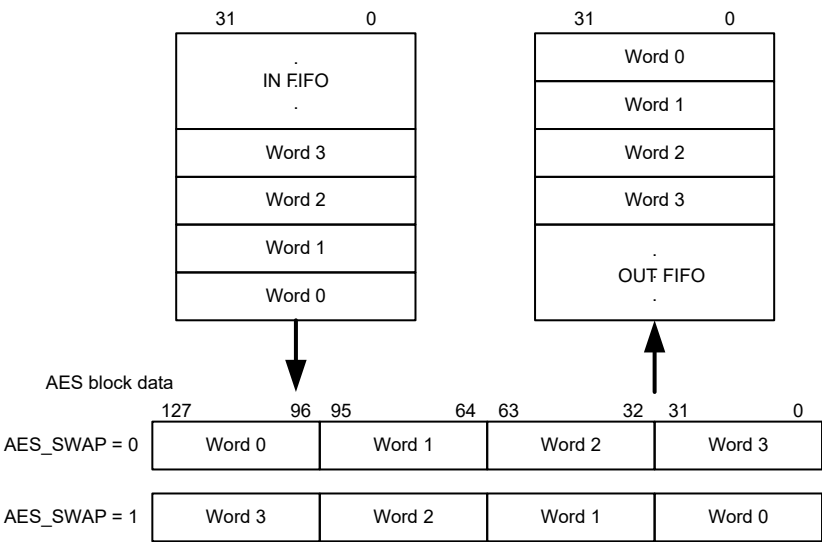 31 0 31 0
Word 0
IN FIFO
Word 1
Word 3 Word 2
Word 2 Word 3
Word 1
OUT FIFO
Word 0
AES block data
127 96 95 64 63 32 31 0
AES_SWAP = 0 Word 0 Word 1 Word 2 Word 3
AES_SWAP = 1 Word 3 Word 2 Word 1 Word 0